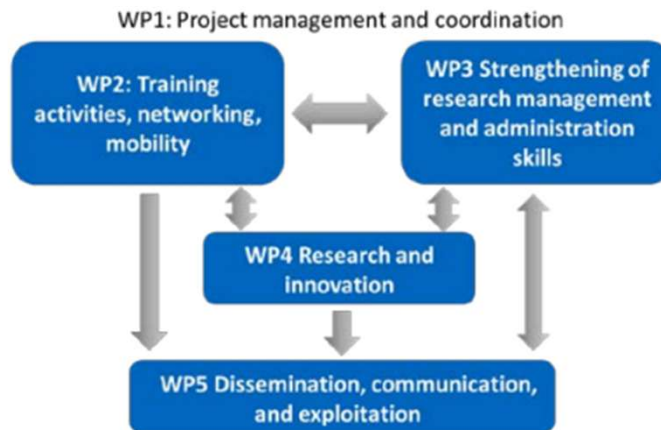 WP1: Project management and coordination
WP2: Training
activities, networking,
mobility
WP3 Strengthening of
research management
and administration
skills
WP4 Research and
innovation
WP5 Dissemination, communication,
and exploitation